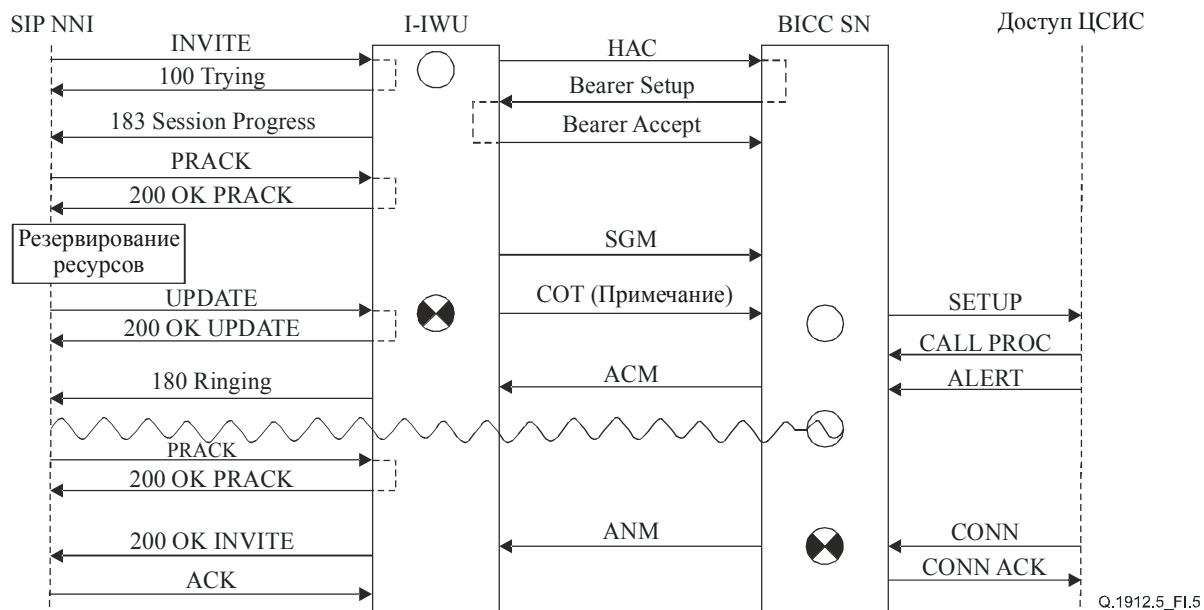 SIP NNI
I-IWU
BICC SN
Доступ ЦСИС
INVITE
HAC
100 Trying
Bearer Setup
183 Session Progress
Bearer Accept
PRACK
200 OK PRACK
Резервирование
ресурсов
SGM
UPDATE
COT (Примечание)
SETUP
200 OK UPDATE
CALL PROC
180 Ringing
ACM
ALERT
PRACK
200 OK PRACK
200 OK INVITE
ANM
CONN
ACK
CONN ACK
Q.1912.5_FI.5